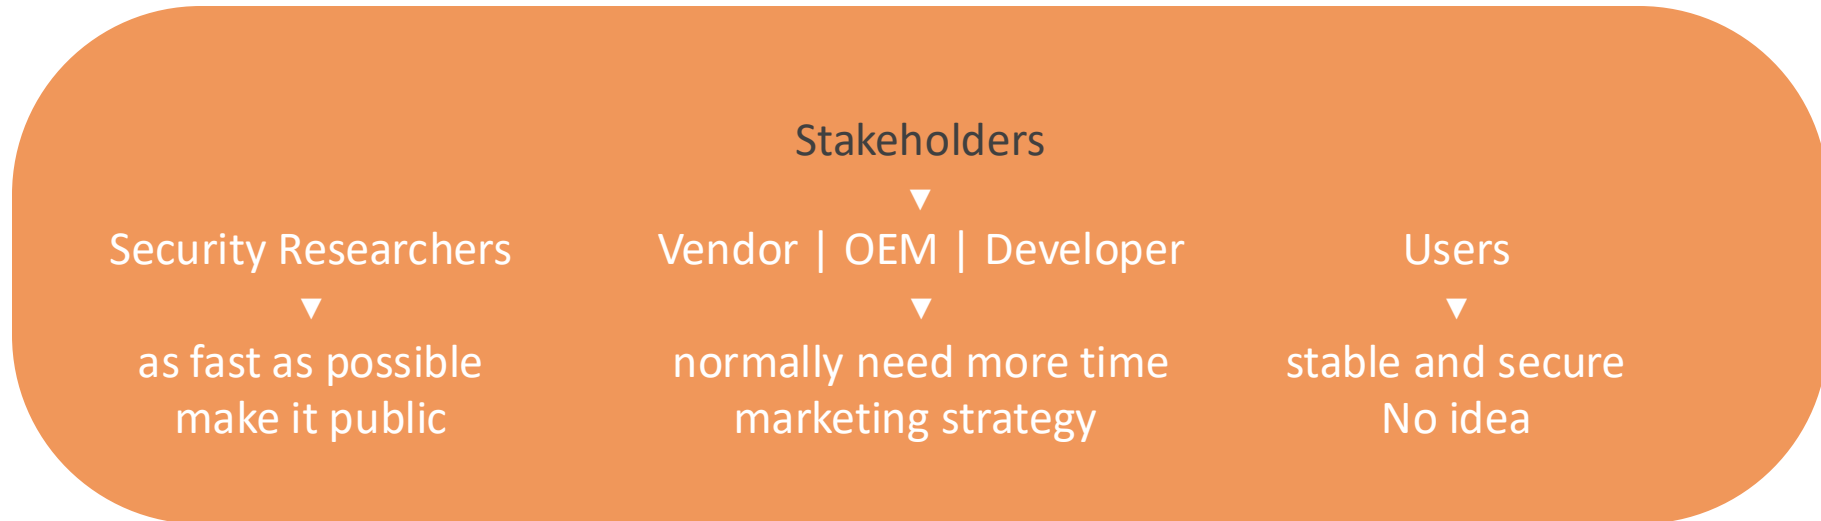 Stakeholders
▼
Security Researchers
Vendor | OEM | Developer
Users
▼
▼
▼
as fast as possible
make it public
normally need more time
marketing strategy
stable and secure
No idea